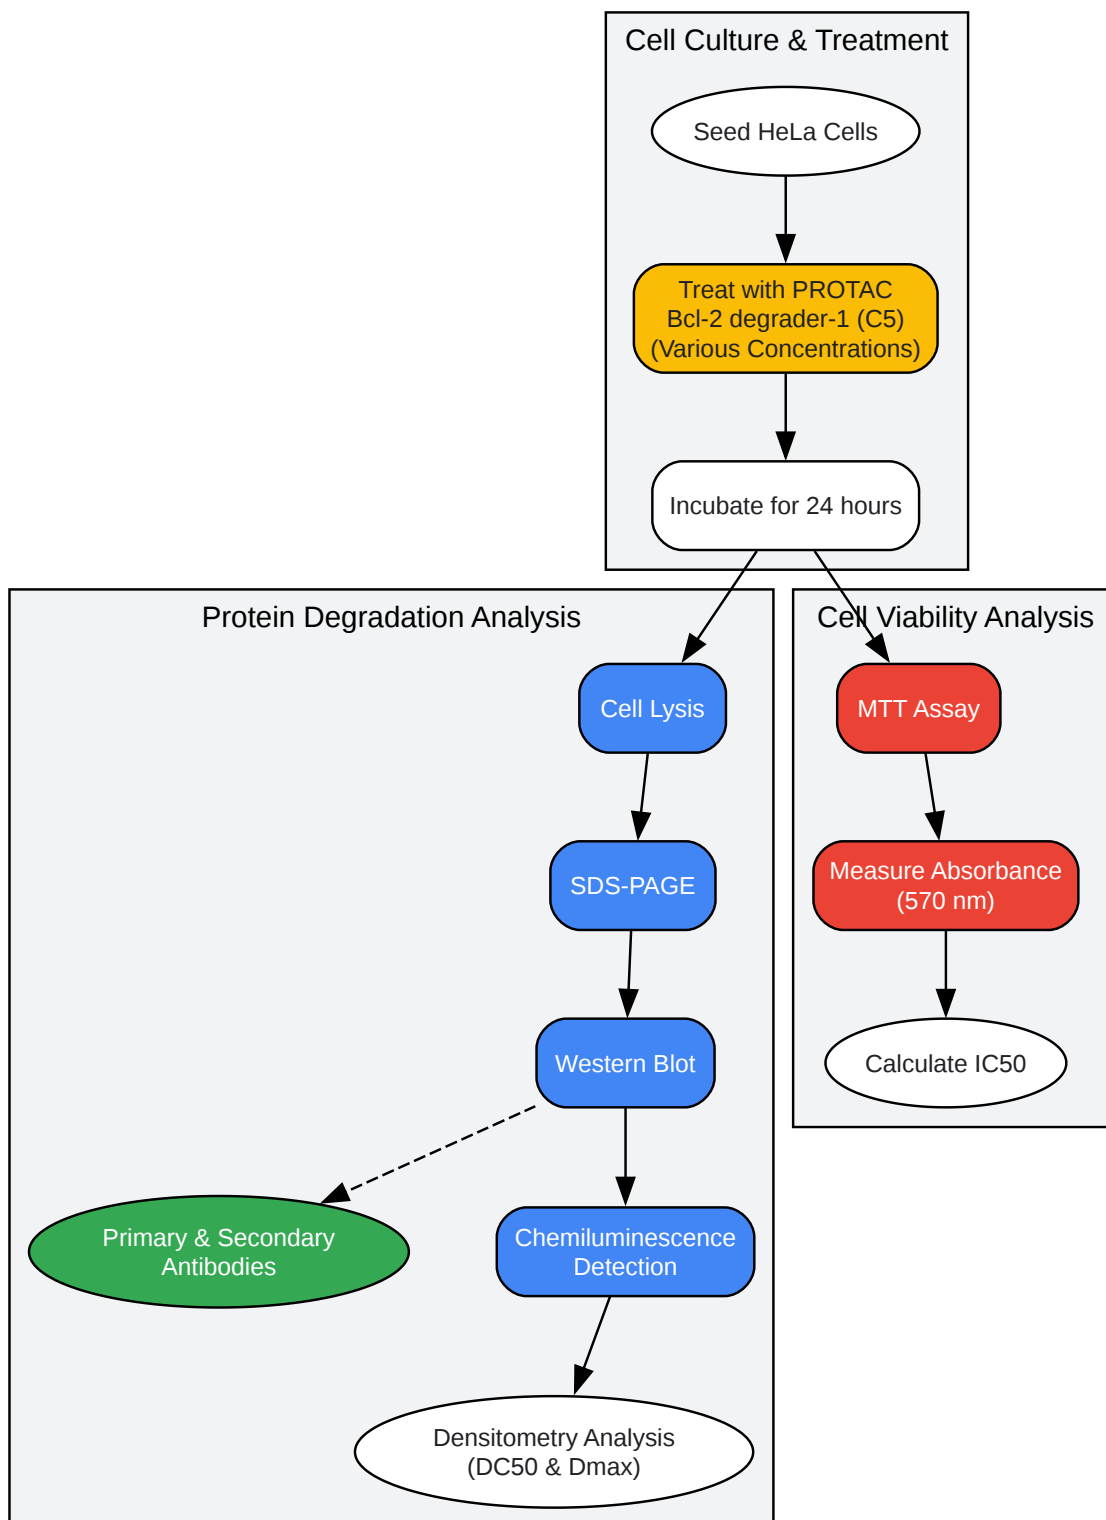 Cell Culture & Treatment
Seed HeLa Cells
Treat with PROTAC
Bcl-2 degrader-1 (C5)
(Various Concentrations)
Incubate for 24 hours
Protein Degradation Analysis
Cell Lysis
SDS-PAGE
Western Blot
Primary & Secondary
Antibodies
Chemiluminescence
Detection
Densitometry Analysis
(DC50 & Dmax)
Cell Viability Analysis
MTT Assay
Measure Absorbance
(570 nm)
Calculate IC50